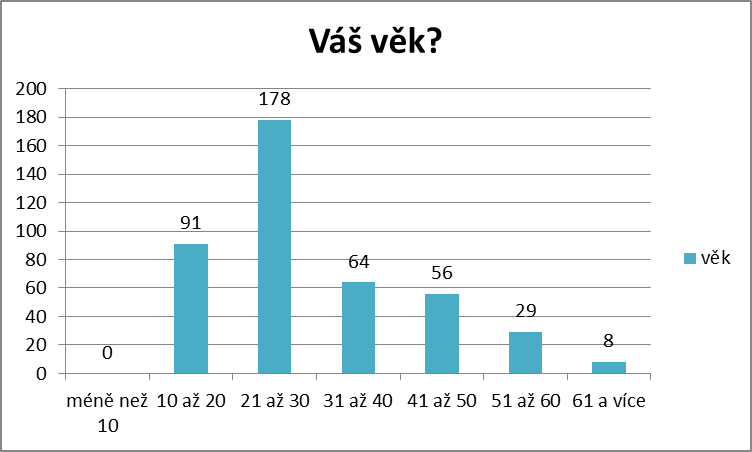 Váš věk?
200
180
160
140
120
100
80
60
40
20
0
0
91
178
64
56
29
8
méně než
10
10 až 20
21 až 30
31 až 40
41 až 50
51 až 60
61 a více
věk